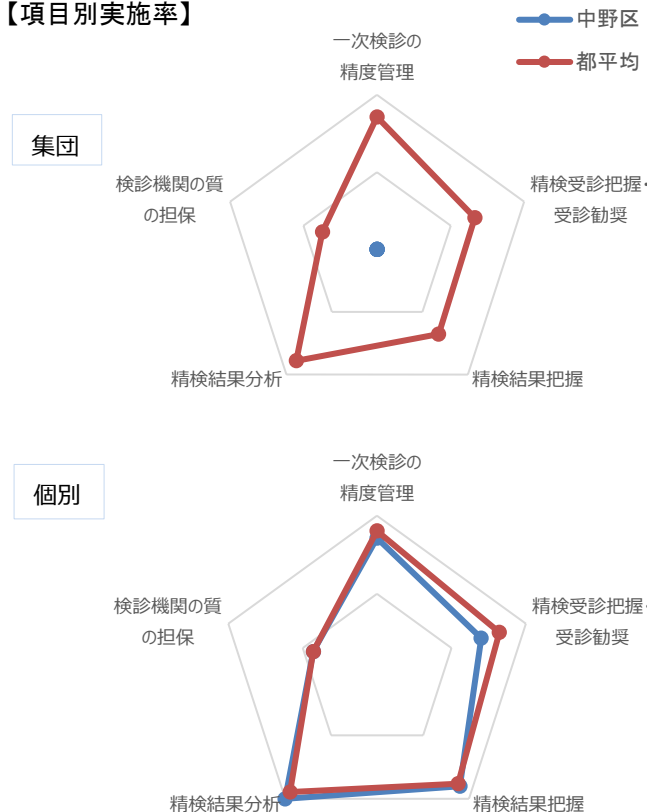 【項目別実施率】
中野区
都平均
集団
一次検診の
精度管理
精検受診把握・
受診勧奨
精検結果把握
精検結果分析
検診機関の質
の担保
個別
一次検診の
精度管理
精検受診把握・
受診勧奨
精検結果把握
精検結果分析
検診機関の質
の担保